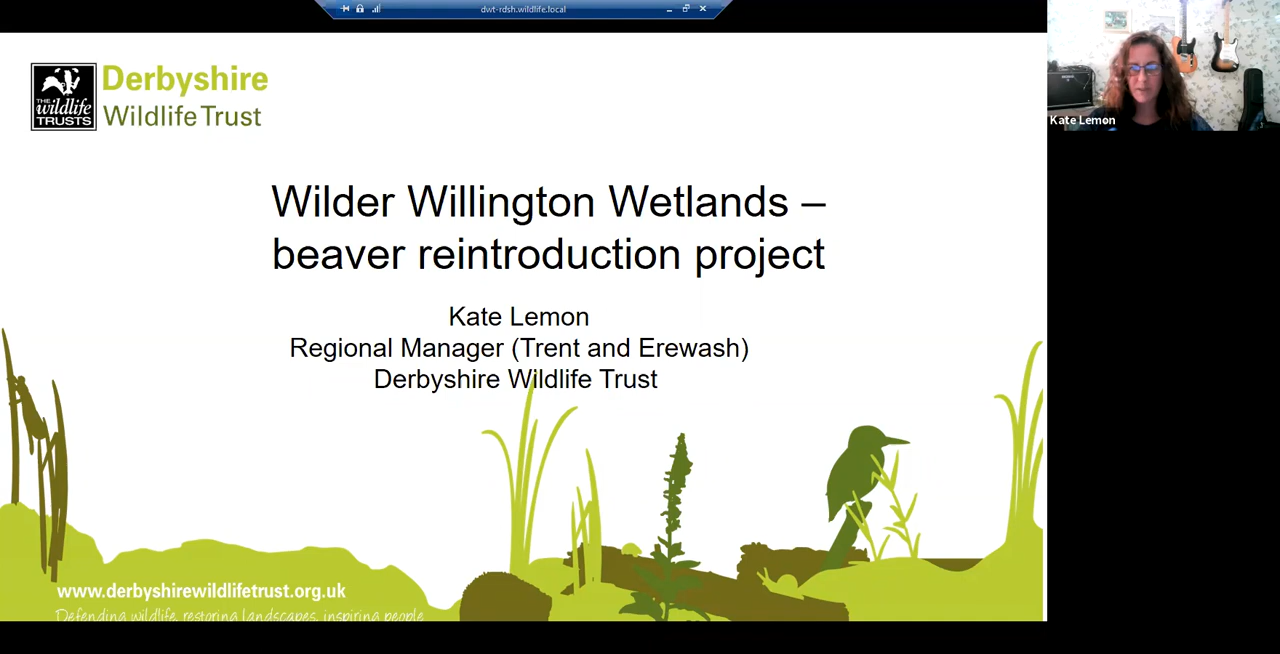 dwt-rdsh.wildlife.local
THE
wildlife
TRUSTS
Derbyshire
Wildlife Trust
Kate Lemon
Wilder Willington Wetlands –
beaver reintroduction project
Kate Lemon
Regional Manager (Trent and Erewash)
Derbyshire Wildlife Trust
www.derbyshirewildlifetrust.org.uk
Defending wildlife, restoring landscapes, inspiring people